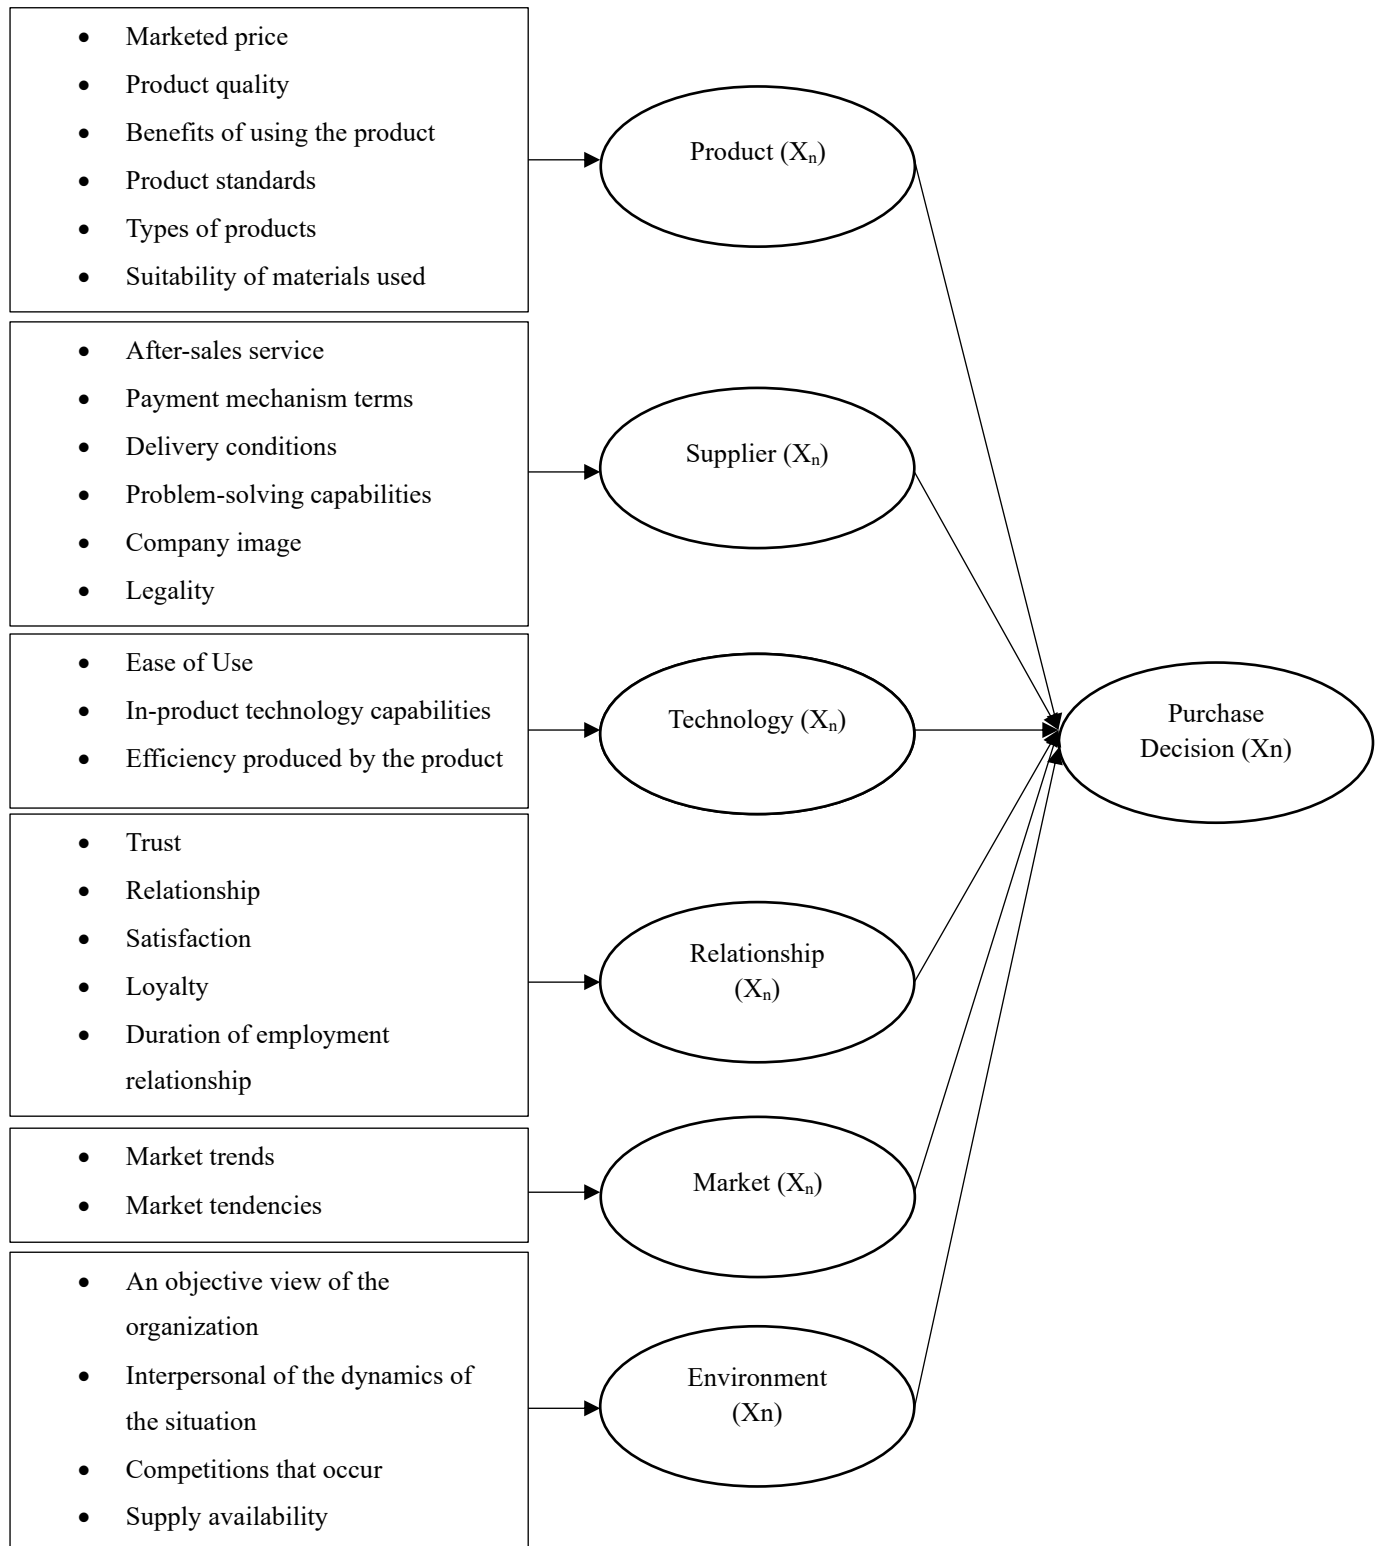 • Marketed price
• Product quality
• Benefits of using the product
• Product standards
• Types of products
• Suitability of materials used
Product (Xₙ)
• After-sales service
• Payment mechanism terms
• Delivery conditions
• Problem-solving capabilities
• Company image
• Legality
Supplier (Xₙ)
• Ease of Use
• In-product technology capabilities
• Efficiency produced by the product
Technology (Xₙ)
Purchase
Decision (Xn)
• Trust
• Relationship
• Satisfaction
• Loyalty
• Duration of employment
relationship
Relationship
(Xₙ)
• Market trends
• Market tendencies
Market (Xₙ)
• An objective view of the
organization
• Interpersonal of the dynamics of
the situation
• Competitions that occur
• Supply availability
Environment
(Xn)